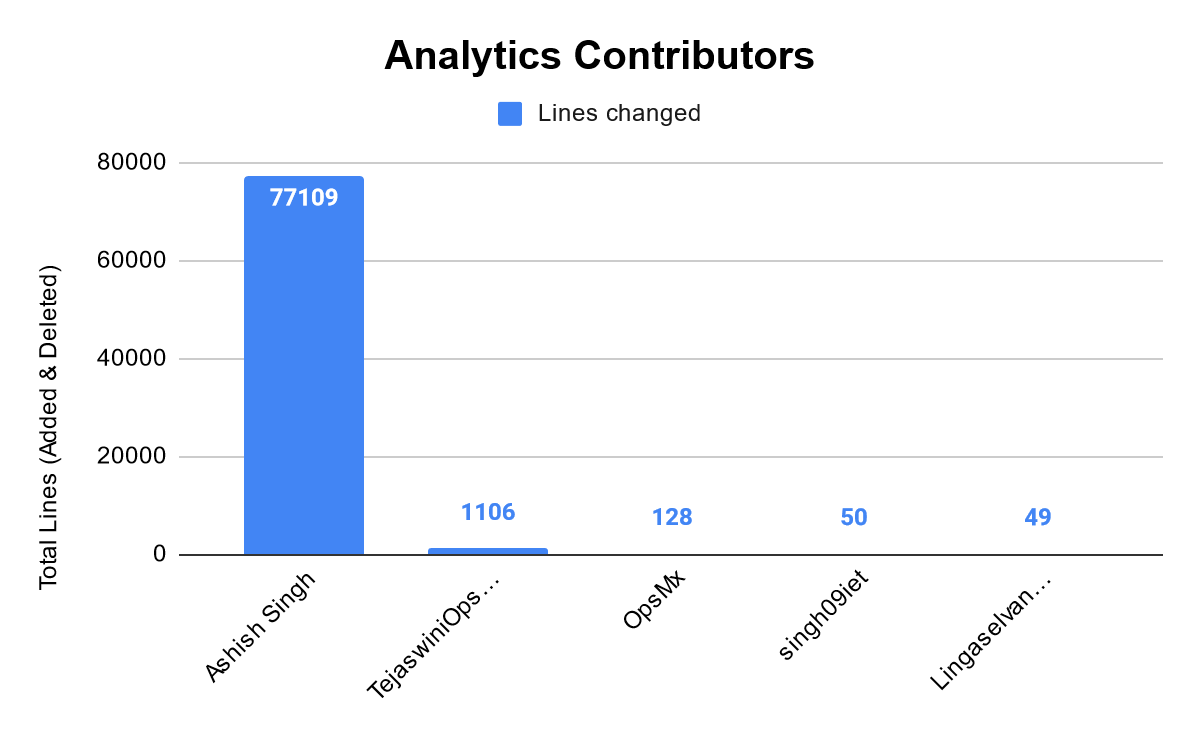 Analytics Contributors
Lines changed
Total Lines (Added & Deleted)
80000
60000
40000
20000
0
77109
1106
128
50
49
Ashish Singh
TejaswiniOps…
OpsMx
singh09iet
Lingaselvan…